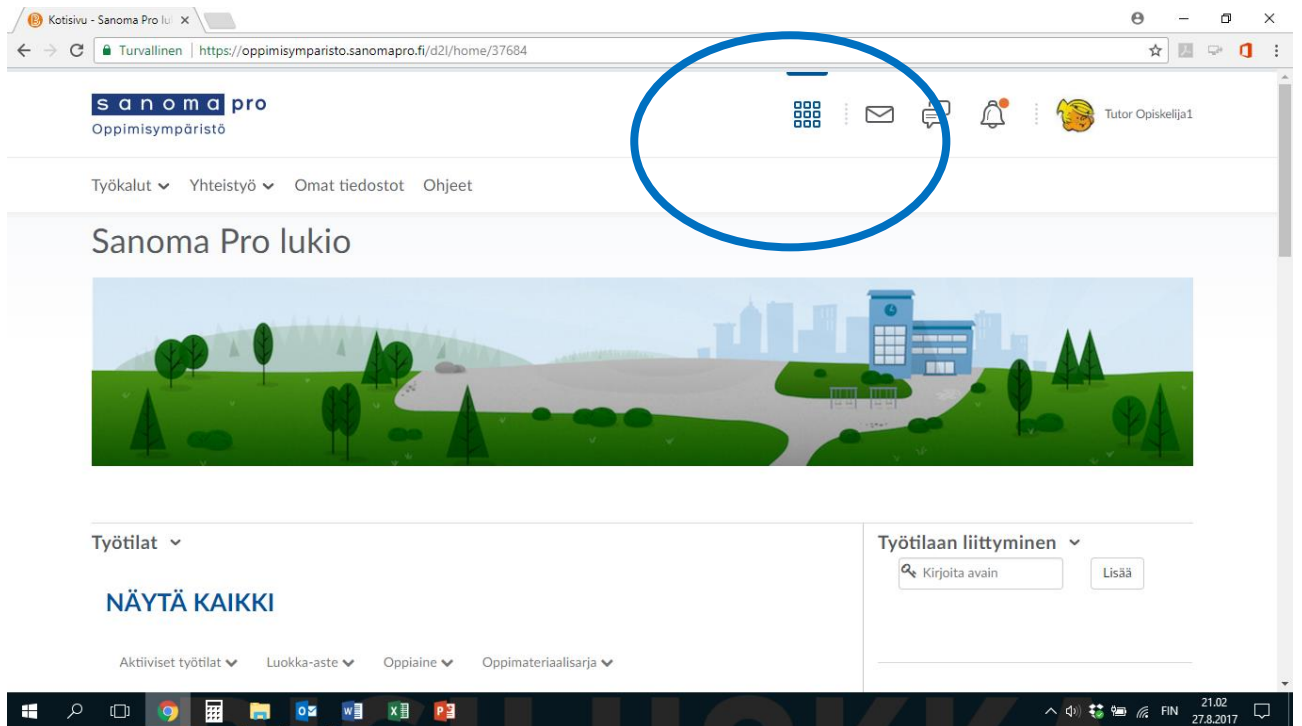 Kotisivu - Sanoma Pro lu
Turvallinen | https://oppimisymparisto.sanomapro.fi/d2l/home/37684
sanoma pro
Oppimisympäristö
Tutor Opiskelija1
Työkalut Yhteistyö Omat tiedostot Ohjeet
Sanoma Pro lukio
Työtilat
Työtilaan liittyminen
Kirjoita avain
Lisää
NÄYTÄ KAIKKI
Aktiiviset työtilat Luokka-aste Oppiaine Oppimateriaalisarja
FIN
21.02
27.8.2017